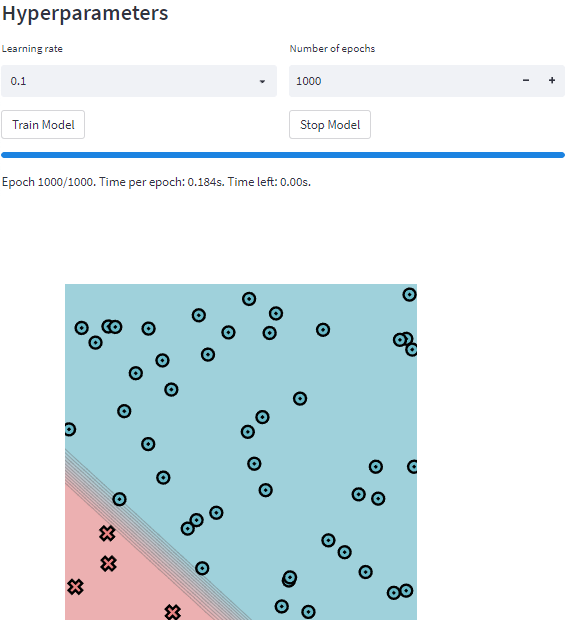 Hyperparameters
Learning rate
Number of epochs
0.1
1000
Train Model
Stop Model
Epoch 1000/1000. Time per epoch: 0.184s. Time left: 0.00s.